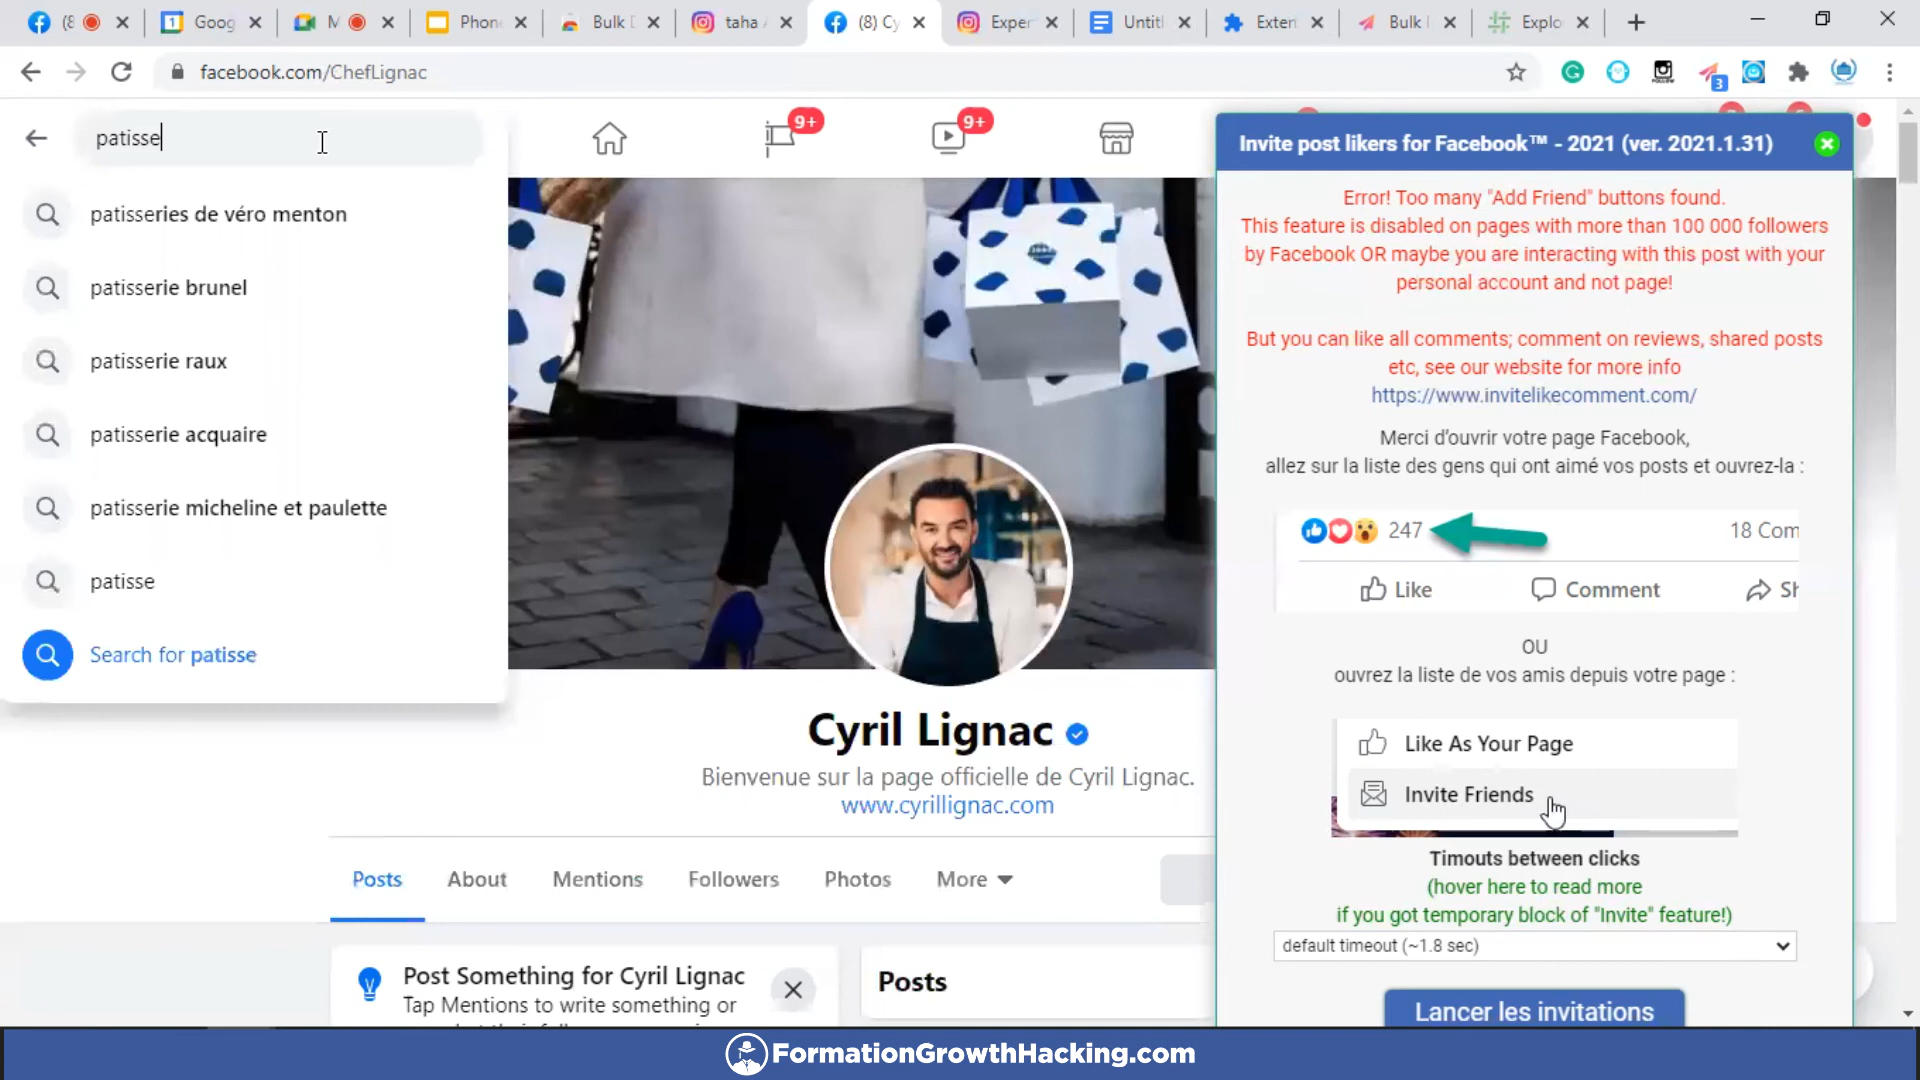 (8
Goog
M
Phon
Bulk
taha
(8) Cy
Exper
Untitl
Exten
Bulk
Explo
facebook.com/ChefLignac
3
patisse
9+
9+
patisseries de véro menton
patisserie brunel
patisserie raux
patisserie acquaire
patisserie micheline et paulette
patisse
Search for patisse
Cyril Lignac
Bienvenue sur la page officielle de Cyril Lignac.
www.cyrillignac.com
Posts
About
Mentions
Followers
Photos
More
Post Something for Cyril Lignac
Tap Mentions to write something or
Posts
Invite post likers for Facebook™ - 2021 (ver. 2021.1.31)
Error! Too many "Add Friend" buttons found.
This feature is disabled on pages with more than 100 000 followers
by Facebook OR maybe you are interacting with this post with your
personal account and not page!
But you can like all comments; comment on reviews, shared posts
etc, see our website for more info
https://www.invitelikecomment.com/
Merci d'ouvrir votre page Facebook,
allez sur la liste des gens qui ont aimé vos posts et ouvrez-la :
247
18 Com
Like
Comment
Sh
OU
ouvrez la liste de vos amis depuis votre page :
Like As Your Page
Invite Friends
Timouts between clicks
(hover here to read more
if you got temporary block of "Invite" feature!)
default timeout (~1.8 sec)
Lancer les invitations
FormationGrowthHacking.com